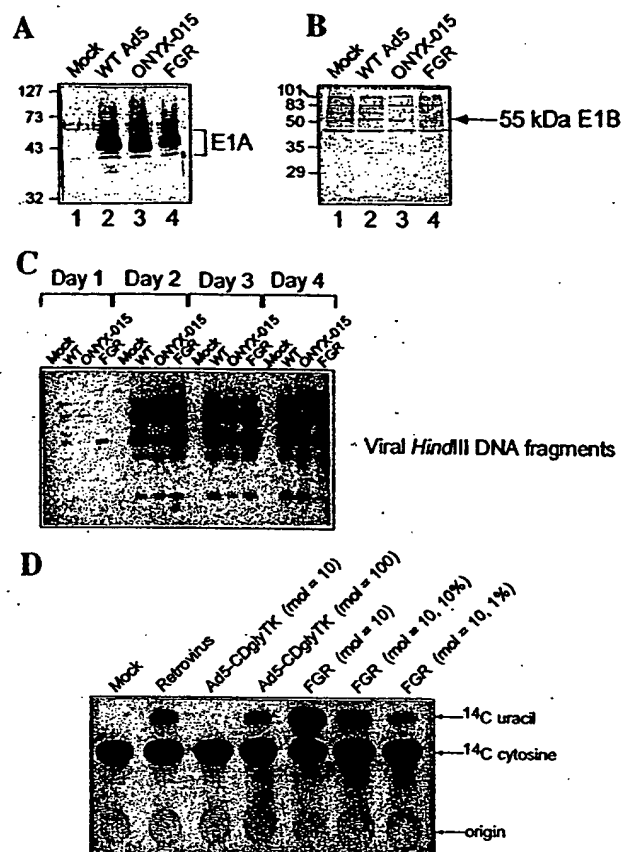 A
Mock
WT Ad5
ONYX-015
FGR
127
73
43
32
E1A
1 2 3 4
B
Mock
WT Ad5
ONYX-015
FGR
101
83
50
35
29
55 kDa E1B
1 2 3 4
C
Day 1 Day 2 Day 3 Day 4
Mock WT ONYX-015 FGR Mock WT ONYX-015 FGR Mock WT ONYX-015 FGR Mock WT ONYX-015 FGR
Viral HindIII DNA fragments
D
Mock
Retrovirus
Ad5-CDglyTK (moI = 10)
Ad5-CDglyTK (moI = 100)
FGR (moI = 10)
FGR (moI = 10, 10%)
FGR (moI = 10, 1%)
14C uracil
14C cytosine
origin